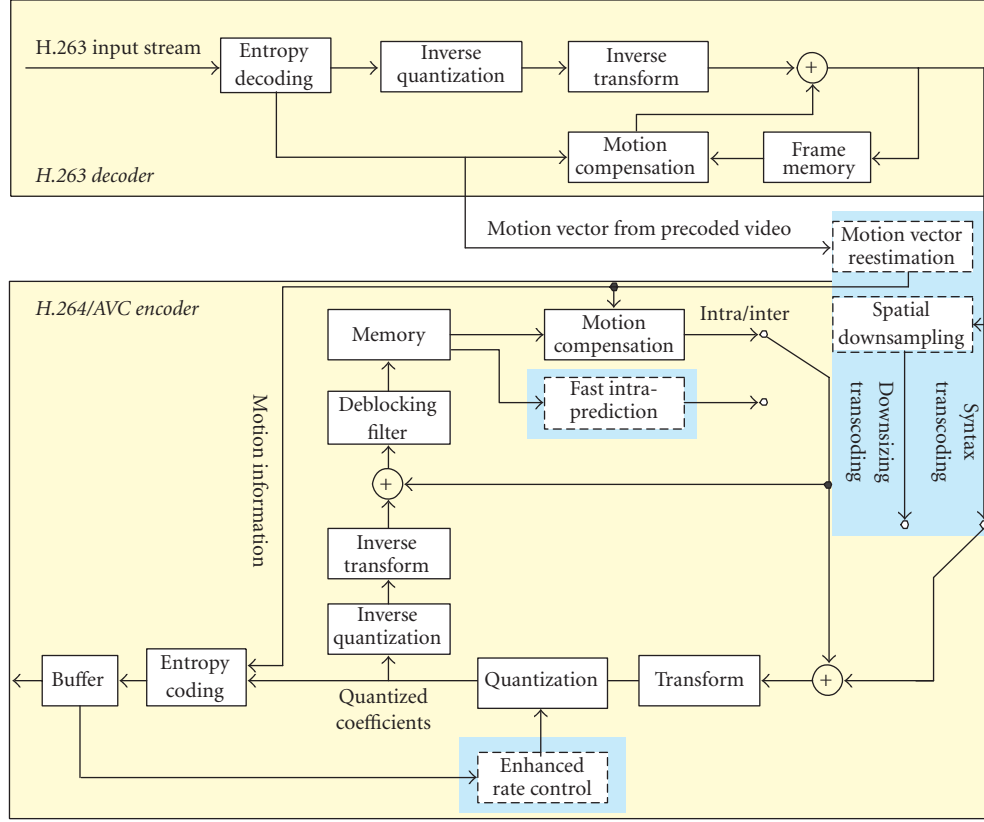 H.263 input stream
Entropy
decoding
Inverse
quantization
Inverse
transform
+
Motion
compensation
Frame
memory
H.263 decoder
Motion vector from precoded video
Motion vector
reestimation
H.264/AVC encoder
Memory
Motion
compensation
Intra/inter
Spatial
downsampling
Deblocking
filter
Fast intra-
prediction
Downsizing
transcoding
Syntax
transcoding
Motion information
+
Inverse
transform
Inverse
quantization
Buffer
Entropy
coding
Quantized
coefficients
Quantization
Transform
+
Enhanced
rate control